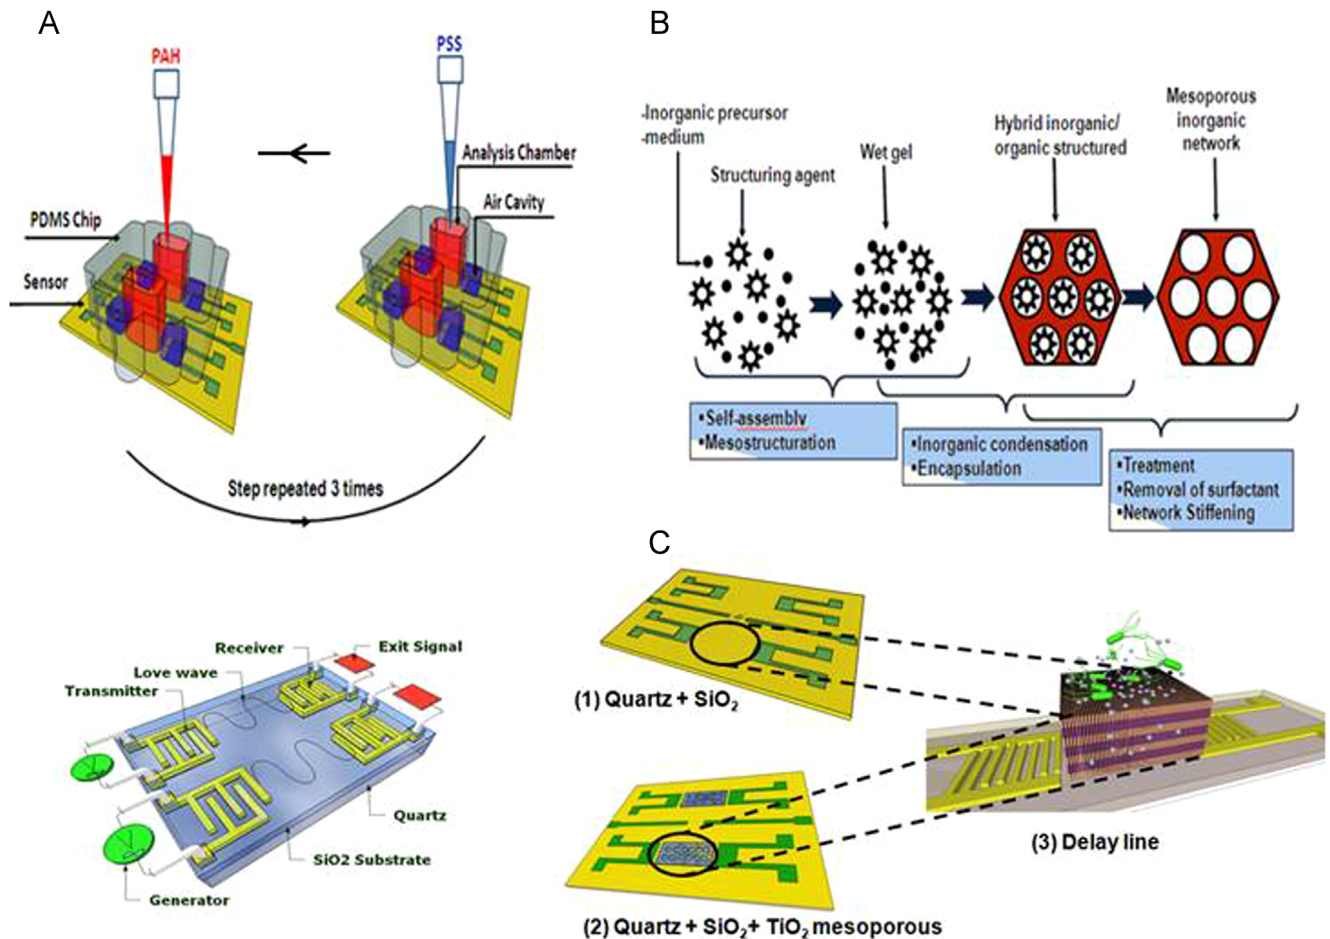 A
PAH
PSS
Analysis Chamber
Air Cavity
PDMS Chip
Sensor
Step repeated 3 times
B
-Inorganic precursor
-medium
Structuring agent
Wet gel
Hybrid inorganic/
organic structured
Mesoporous
inorganic
network
•Self-assembly
•Mesostructuration
•Inorganic condensation
•Encapsulation
•Treatment
•Removal of surfactant
•Network Stiffening
Receiver
Exit Signal
Love wave
Transmitter
Quartz
SiO2 Substrate
Generator
C
(1) Quartz + SiO₂
(2) Quartz + SiO₂+ TiO₂ mesoporous
(3) Delay line